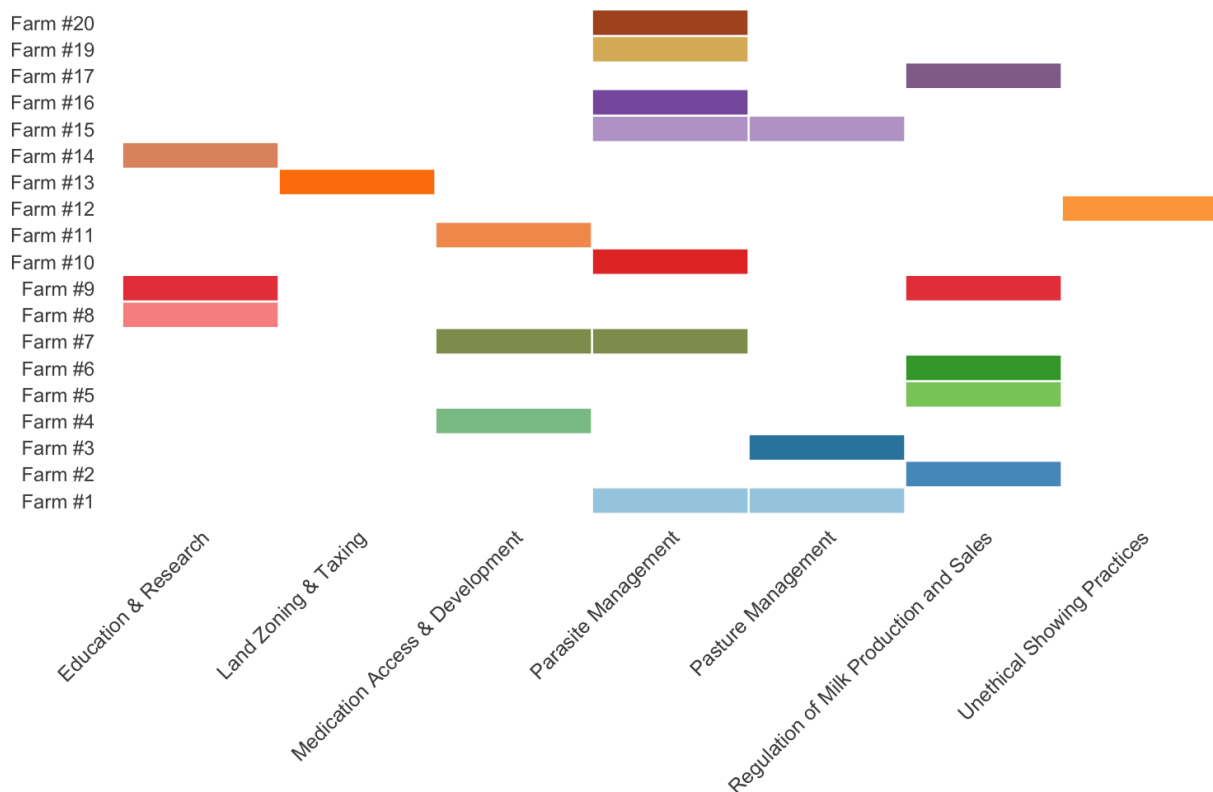 Farm #20
Farm #19
Farm #17
Farm #16
Farm #15
Farm #14
Farm #13
Farm #12
Farm #11
Farm #10
Farm #9
Farm #8
Farm #7
Farm #6
Farm #5
Farm #4
Farm #3
Farm #2
Farm #1
Education & Research
Land Zoning & Taxing
Medication Access & Development
Parasite Management
Pasture Management
Regulation of Milk Production and Sales
Unethical Showing Practices